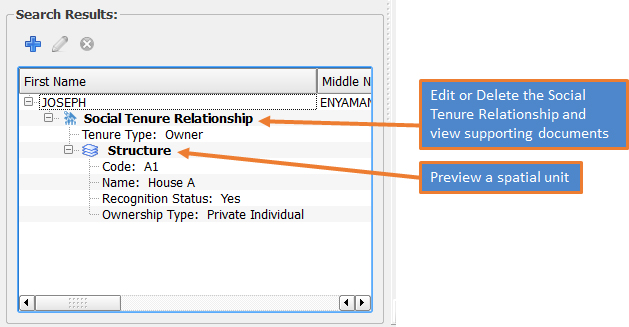 Search Results:
First Name Middle N
JOSEPH ENYAMAN
Social Tenure Relationship
Tenure Type: Owner
Structure
Code: A1
Name: House A
Recognition Status: Yes
Ownership Type: Private Individual
Edit or Delete the Social
Tenure Relationship and
view supporting documents
Preview a spatial unit